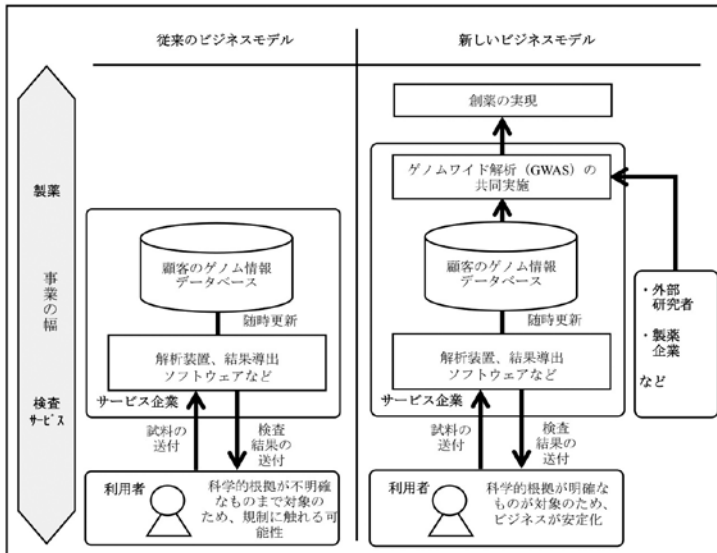 従来のビジネスモデル
新しいビジネスモデル
製薬
事業の幅
検査
サービス
顧客のゲノム情報
データベース
随時更新
解析装置、結果導出
ソフトウェアなど
サービス企業
試料の
送付
検査
結果の
送付
利用者
科学的根拠が不明確
なものまで対象の
ため、規制に触れる可
能性
創薬の実現
ゲノムワイド解析（GWAS）の
共同実施
顧客のゲノム情報
データベース
随時更新
解析装置、結果導出
ソフトウェアなど
サービス企業
・外部
研究者
・製薬
企業
など
試料の
送付
検査
結果の
送付
利用者
科学的根拠が明確な
ものが対象のため、
ビジネスが安定化